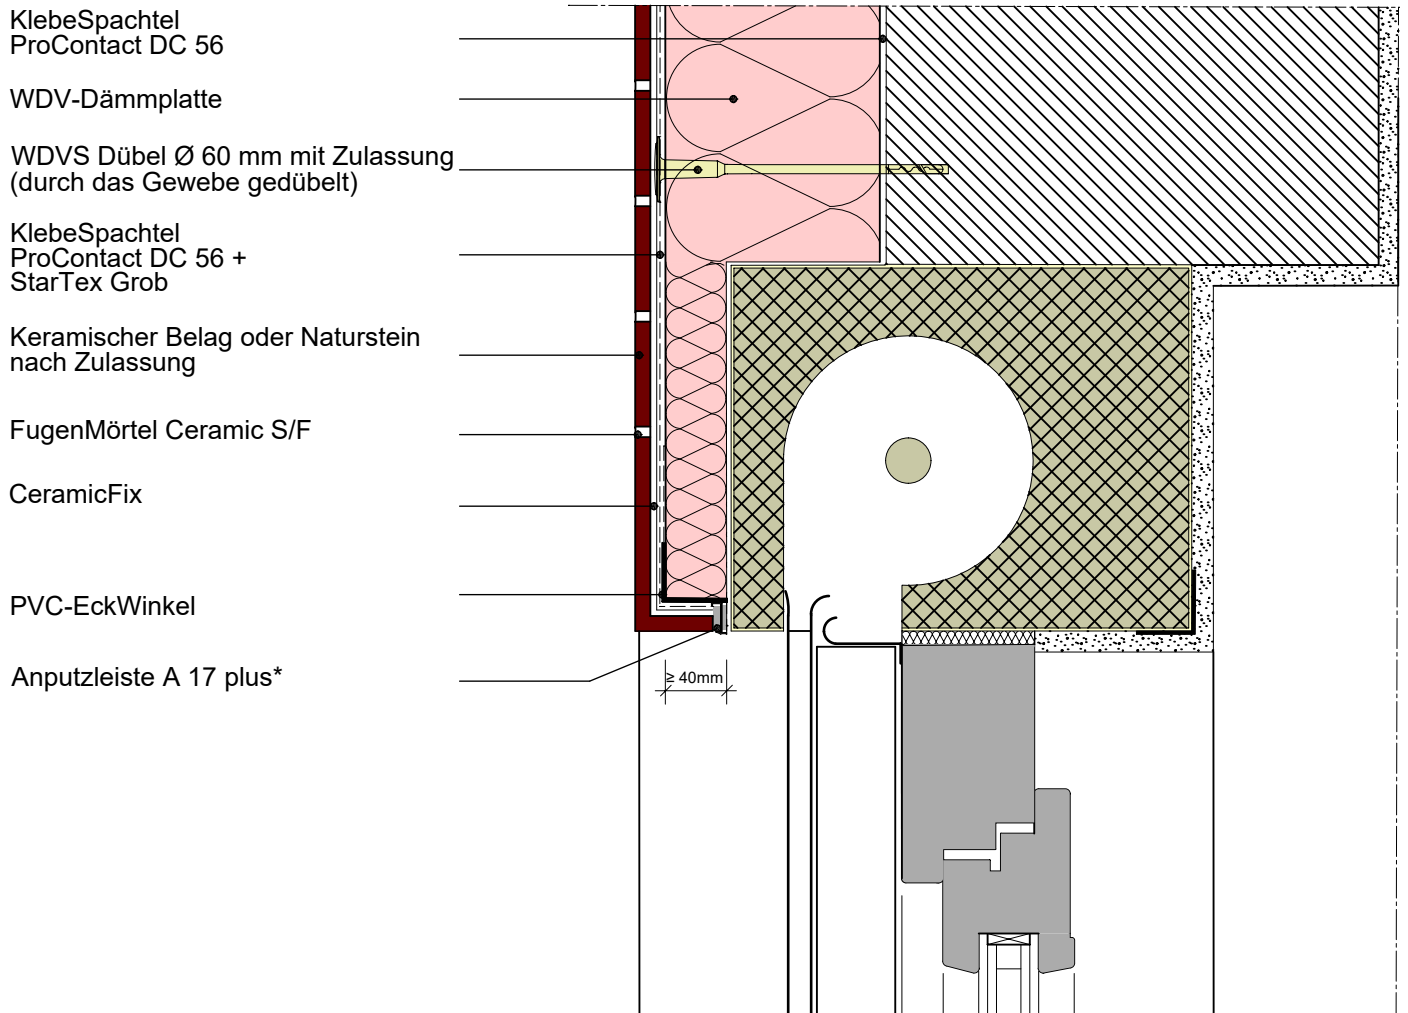 KlebeSpachtel
ProContact DC 56
WDV-Dämmplatte
WDVS Dübel Ø 60 mm mit Zulassung
(durch das Gewebe gedübelt)
KlebeSpachtel
ProContact DC 56 +
StarTex Grob
Keramischer Belag oder Naturstein
nach Zulassung
FugenMörtel Ceramic S/F
CeramicFix
PVC-EckWinkel
Anputzleiste A 17 plus*
≥ 40mm